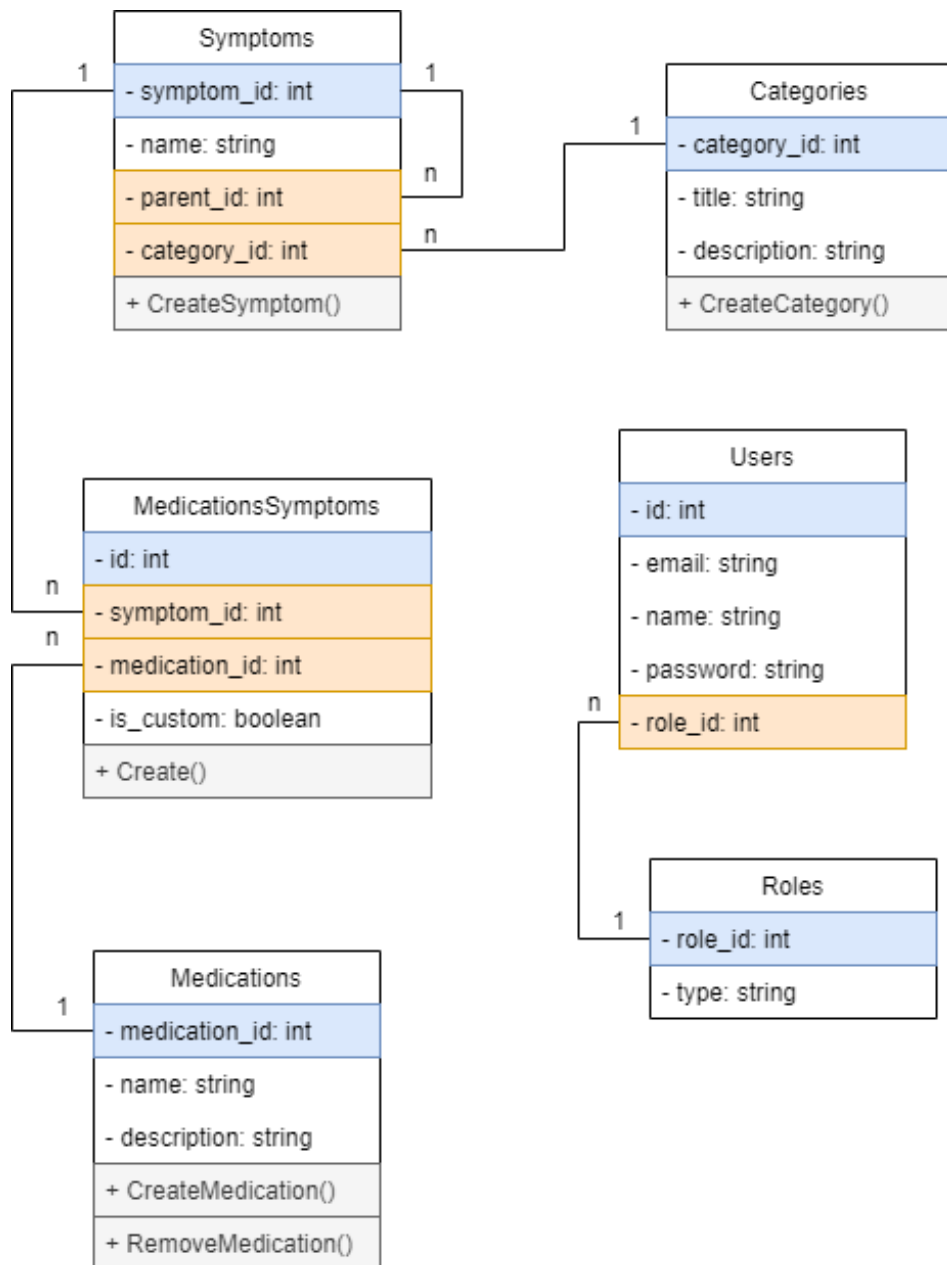 Symptoms
1
- symptom_id: int
1
- name: string
n
- parent_id: int
n
- category_id: int
+ CreateSymptom()
Categories
1
- category_id: int
- title: string
- description: string
+ CreateCategory()
MedicationsSymptoms
- id: int
n
- symptom_id: int
n
- medication_id: int
- is_custom: boolean
+ Create()
Users
- id: int
- email: string
- name: string
- password: string
n
- role_id: int
Roles
1
- role_id: int
- type: string
Medications
1
- medication_id: int
- name: string
- description: string
+ CreateMedication()
+ RemoveMedication()